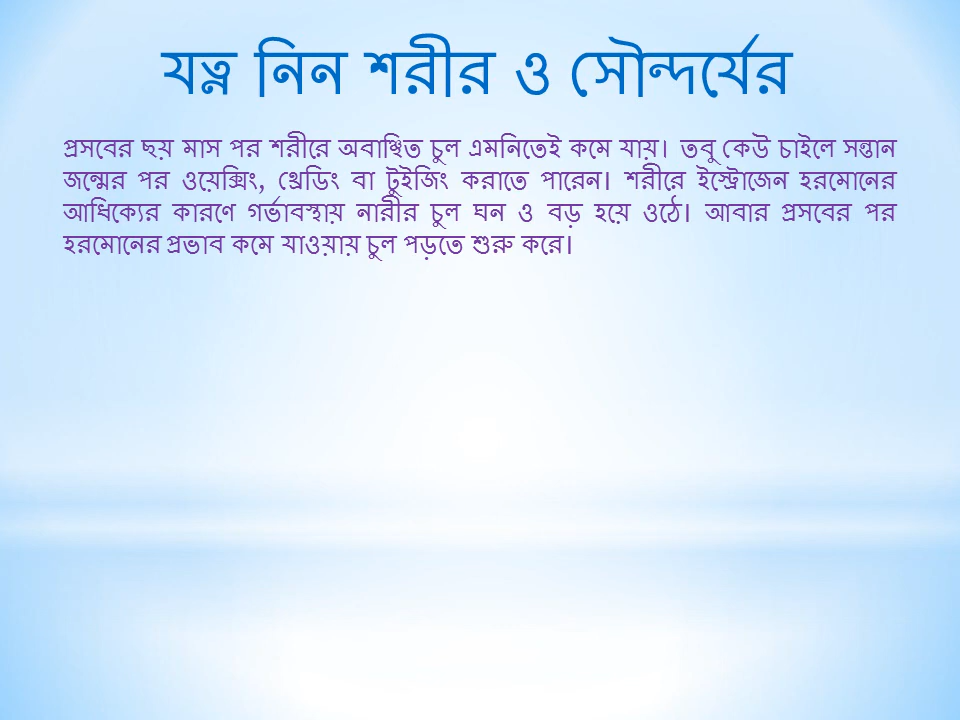 যত্ন নিন শরীর ও সৌন্দর্যের
প্রসবের ছয় মাস পর শরীরে অবাঞ্ছিত চুল এমনিতেই কমে যায়। তবু কেউ চাইলে সন্তান
জন্মের পর ওয়েক্সিং, থ্রেডিং বা টুইজিং করাতে পারেন। শরীরে ইস্ট্রোজেন হরমোনের
আধিক্যের কারণে গর্ভাবস্থায় নারীর চুল ঘন ও বড় হয়ে ওঠে। আবার প্রসবের পর
হরমোনের প্রভাব কমে যাওয়ায় চুল পড়তে শুরু করে।